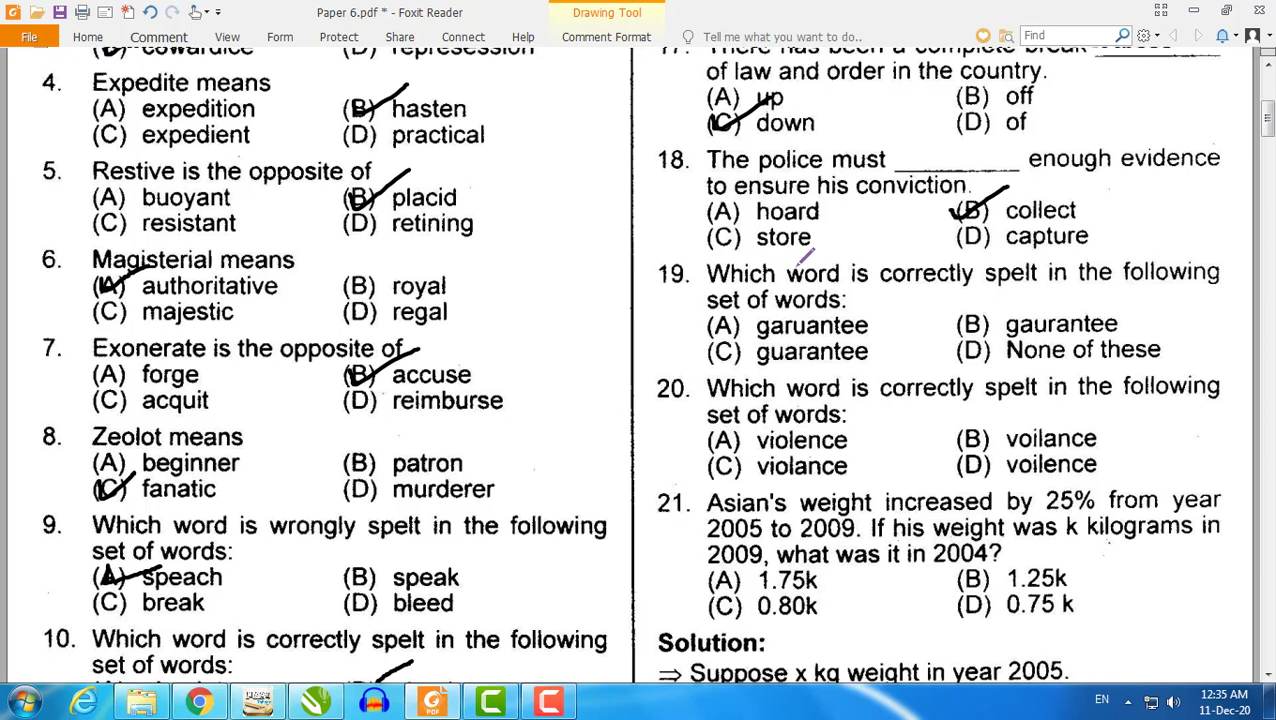 Paper 6.pdf * - Foxit Reader
Drawing Tool
File
Home
Comment
View
Form
Protect
Share
Help
Comment Format
Tell me what you want to do...
Find
(D) cowardice
(D) represession
4. Expedite means
(A) expedition (B) hasten
(C) expedient (D) practical
5. Restive is the opposite of
(A) buoyant (B) placid
(C) resistant (D) retining
6. Magisterial means
(A) authoritative (B) royal
(C) majestic (D) regal
7. Exonerate is the opposite of
(A) forge (B) accuse
(C) acquit (D) reimburse
8. Zeolot means
(A) beginner (B) patron
(C) fanatic (D) murderer
9. Which word is wrongly spelt in the following
set of words:
(A) speach (B) speak
(C) break (D) bleed
10. Which word is correctly spelt in the following
set of words:
17. There has been a complete break ________
of law and order in the country.
(A) up (B) off
(C) down (D) of
18. The police must ________ enough evidence
to ensure his conviction.
(A) hoard (B) collect
(C) store (D) capture
19. Which word is correctly spelt in the following
set of words:
(A) garuantee (B) gaurantee
(C) guarantee (D) None of these
20. Which word is correctly spelt in the following
set of words:
(A) violence (B) voilance
(C) violance (D) voilence
21. Asian's weight increased by 25% from year
2005 to 2009. If his weight was k kilograms in
2009, what was it in 2004?
(A) 1.75k (B) 1.25k
(C) 0.80k (D) 0.75 k
Solution:
⇒ Suppose x kg weight in year 2005.
EN
12:35 AM
11-Dec-20